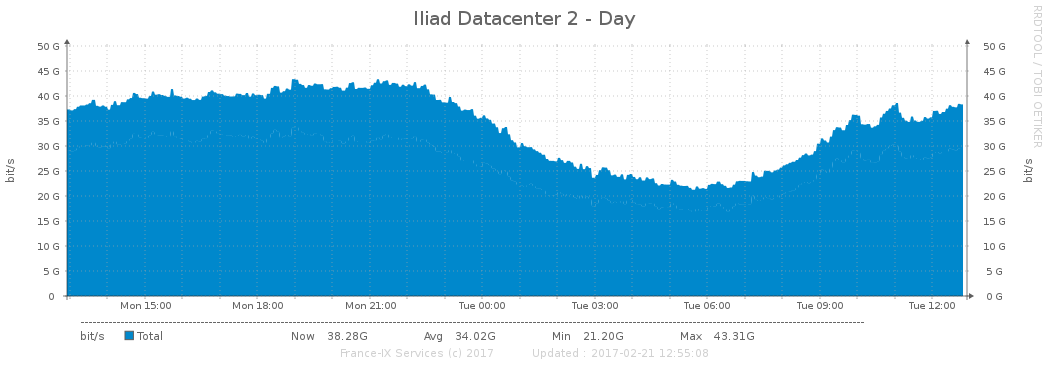 Iliad Datacenter 2 - Day
RRDTOOL / TOBI OETIKER
50 G 50 G
45 G 45 G
40 G 40 G
35 G 35 G
30 G 30 G
25 G 25 G
20 G 20 G
15 G 15 G
10 G 10 G
5 G 5 G
0 0 G
bit/s bit/s
Mon 15:00 Mon 18:00 Mon 21:00 Tue 00:00 Tue 03:00 Tue 06:00 Tue 09:00 Tue 12:00
bit/s Total Now 38.28G Avg 34.02G Min 21.20G Max 43.31G
France-IX Services (c) 2017 Updated : 2017-02-21 12:55:08